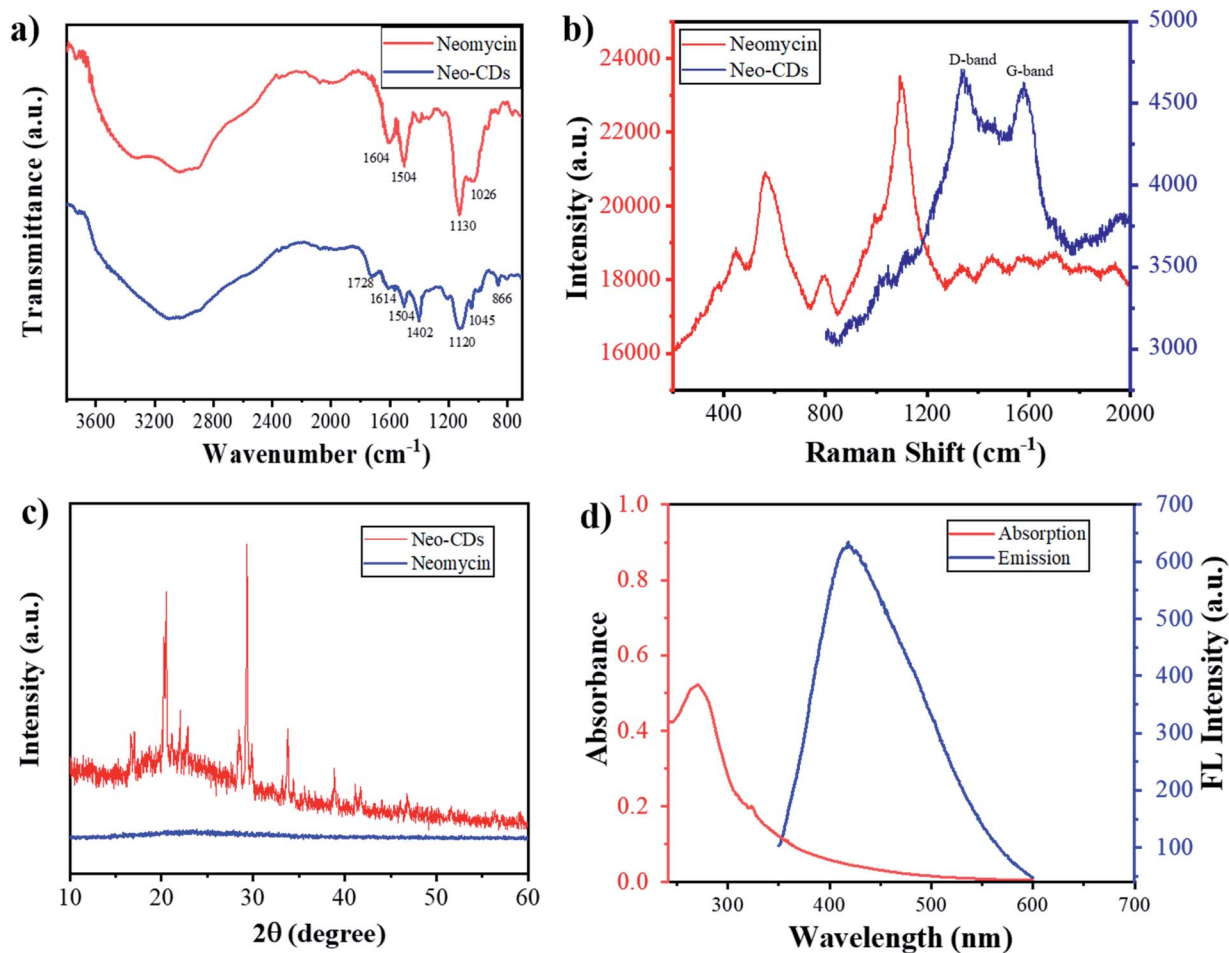 a)
Neomycin
Neo-CDs
Transmittance (a.u.)
1604
1504
1026
1130
1728
1614
1504
1402
1120
1045
866
3600 3200 2800 2400 2000 1600 1200 800
Wavenumber (cm⁻¹)
b)
Neomycin
Neo-CDs
D-band
G-band
Intensity (a.u.)
24000
22000
20000
18000
16000
5000
4500
4000
3500
3000
400 800 1200 1600 2000
Raman Shift (cm⁻¹)
c)
Neo-CDs
Neomycin
Intensity (a.u.)
10 20 30 40 50 60
2θ (degree)
d)
Absorption
Emission
Absorbance
1.0
0.8
0.6
0.4
0.2
0.0
FL Intensity (a.u.)
700
600
500
400
300
200
100
300 400 500 600 700
Wavelength (nm)